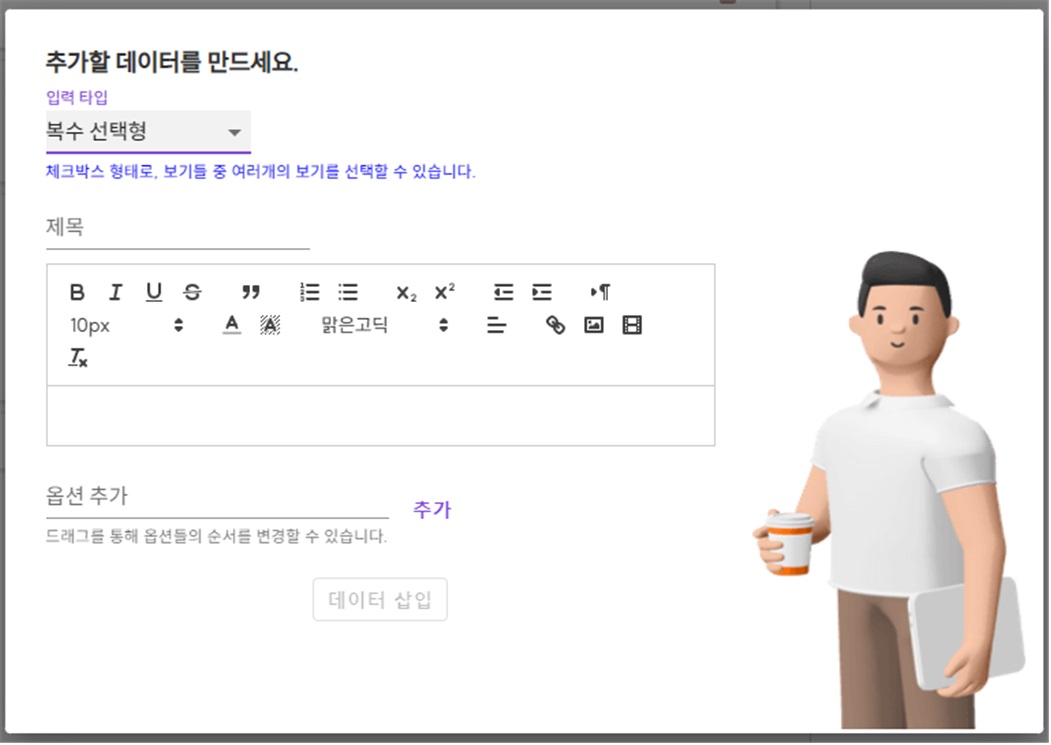 추가할 데이터를 만드세요.
입력 타입
복수 선택형
체크박스 형태로, 보기들 중 여러개의 보기를 선택할 수 있습니다.
제목
B I U S ❞ X₂ X²
10px A A 맑은고딕
Tx
옵션 추가
추가
드래그를 통해 옵션들의 순서를 변경할 수 있습니다.
데이터 삽입